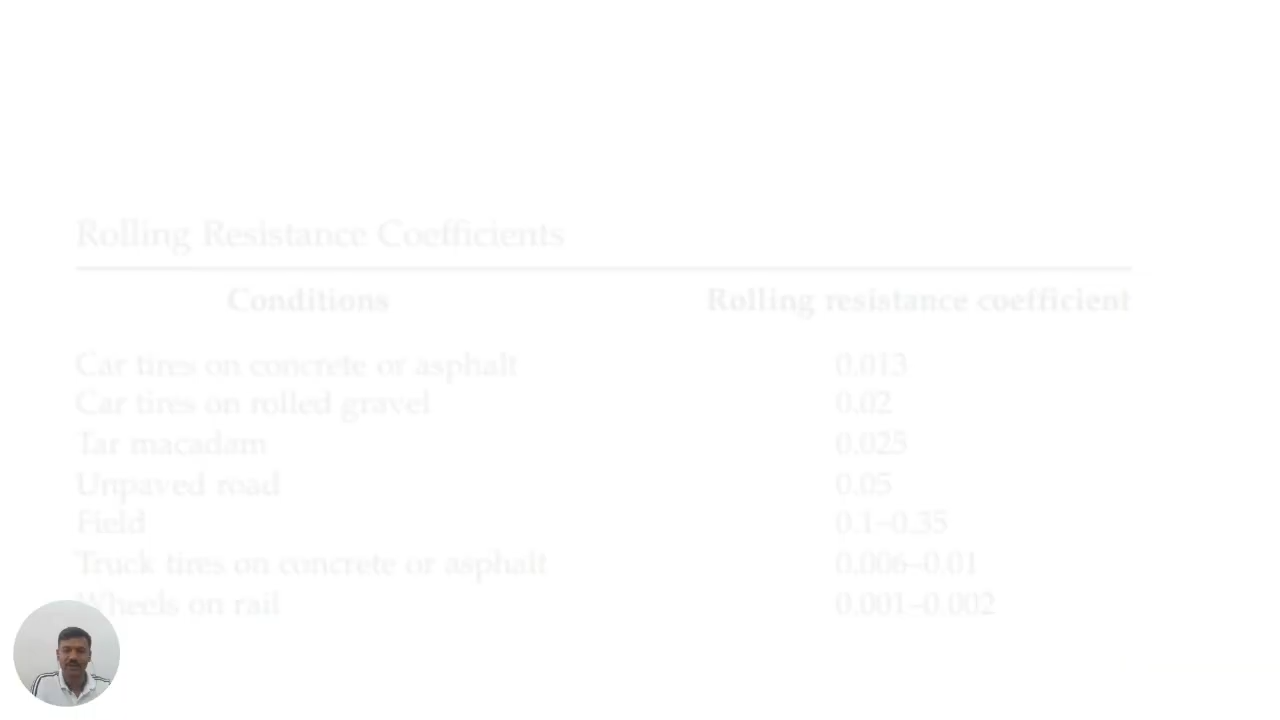 Rolling Resistance Coefficients
Conditions Rolling resistance coefficient
Car tires on concrete or asphalt 0.013
Car tires on rolled gravel 0.02
Tar macadam 0.025
Unpaved road 0.05
Field 0.1–0.35
Truck tires on concrete or asphalt 0.006–0.01
Wheels on rail 0.001–0.002